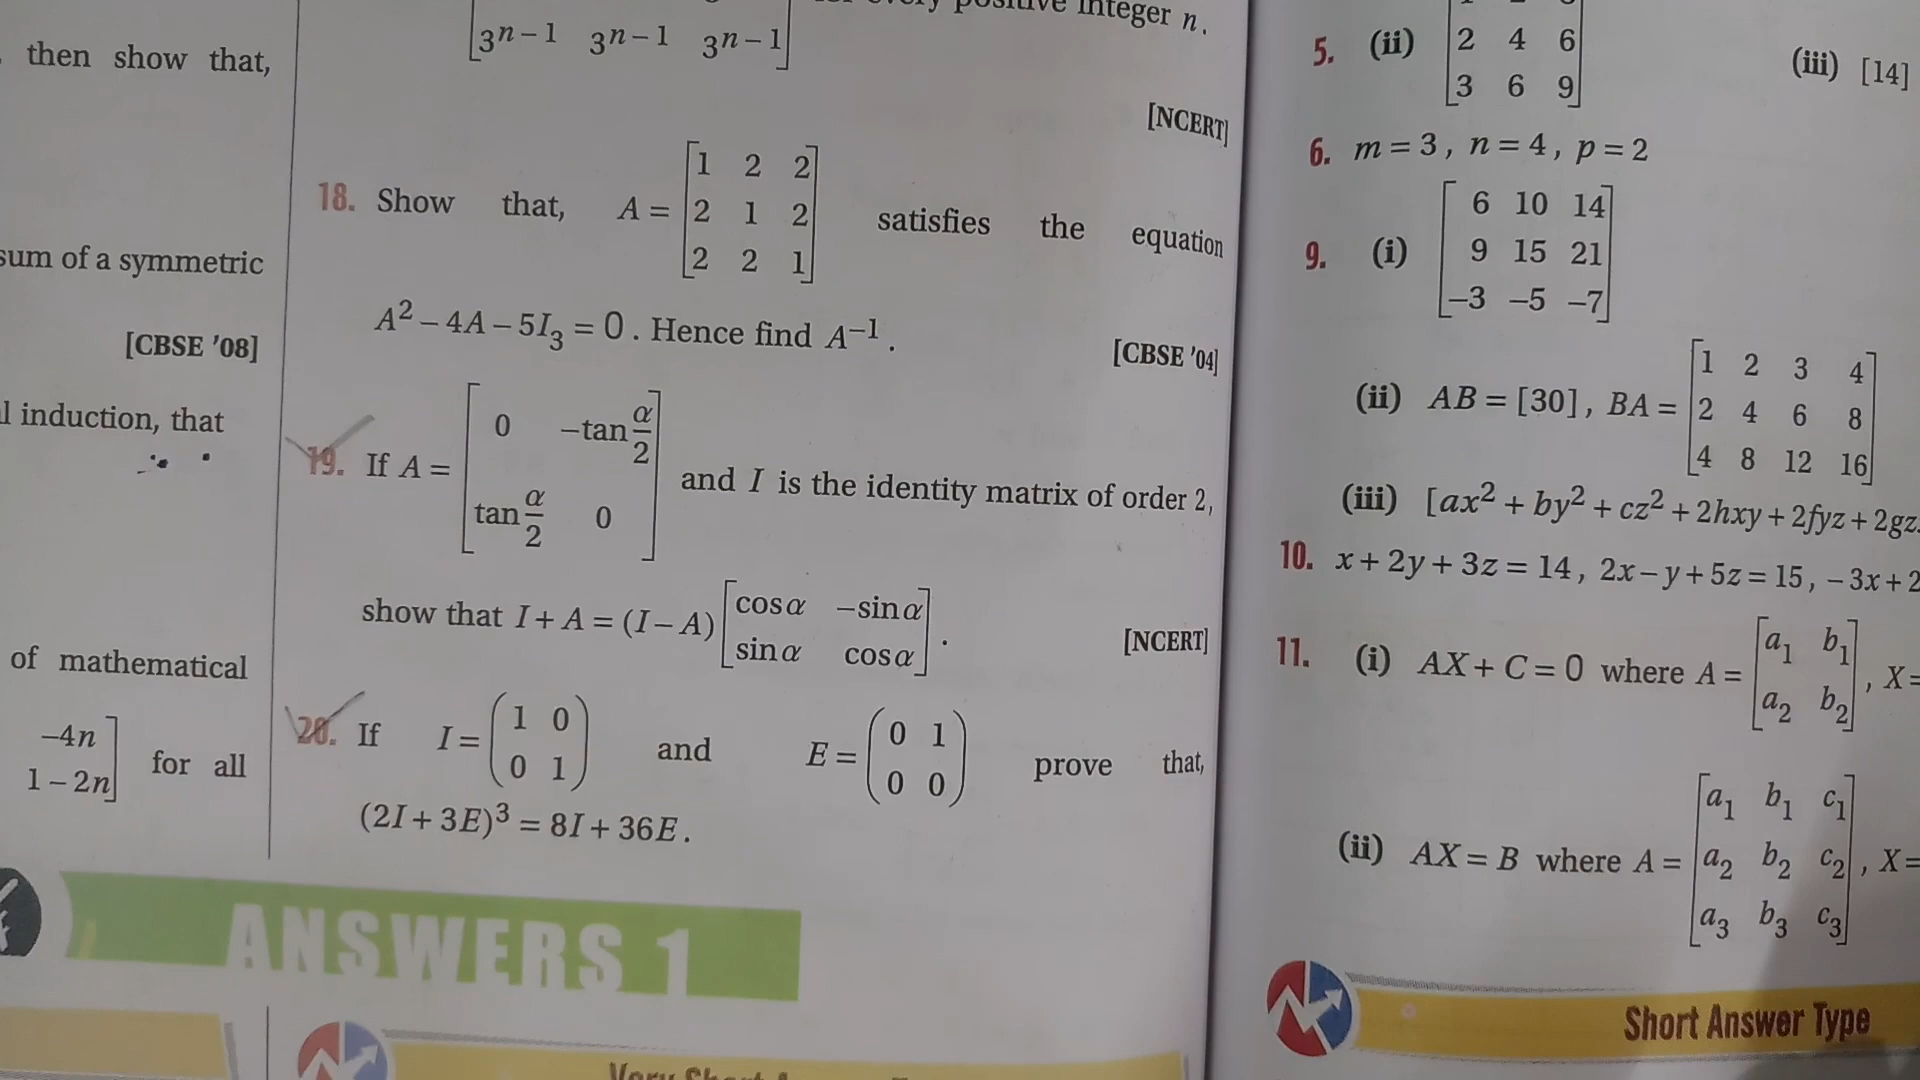 then show that,
sum of a symmetric
[CBSE '08]
induction, that
of mathematical
-4n
1-2n] for all
[3^(n-1) 3^(n-1) 3^(n-1)] positive integer n.
[NCERT]
18. Show that, A = [1 2 2
2 1 2
2 2 1] satisfies the equation
A² - 4A - 5I₃ = 0. Hence find A⁻¹.
[CBSE '04]
19. If A = [0 -tan α/2
tan α/2 0] and I is the identity matrix of order 2,
show that I + A = (I - A) [cos α -sin α
sin α cos α].
[NCERT]
20. If I = (1 0
0 1) and E = (0 1
0 0) prove that,
(2I + 3E)³ = 8I + 36E.
ANSWERS 1
5. (ii) [2 4 6
3 6 9] (iii) [14]
6. m = 3, n = 4, p = 2
9. (i) [6 10 14
9 15 21
-3 -5 -7]
(ii) AB = [30], BA = [1 2 3 4
2 4 6 8
4 8 12 16]
(iii) [ax² + by² + cz² + 2hxy + 2fyz + 2gz
10. x + 2y + 3z = 14, 2x - y + 5z = 15, -3x + 2
11. (i) AX + C = 0 where A = [a₁ b₁
a₂ b₂], X =
(ii) AX = B where A = [a₁ b₁ c₁
a₂ b₂ c₂
a₃ b₃ c₃], X =
Short Answer Type